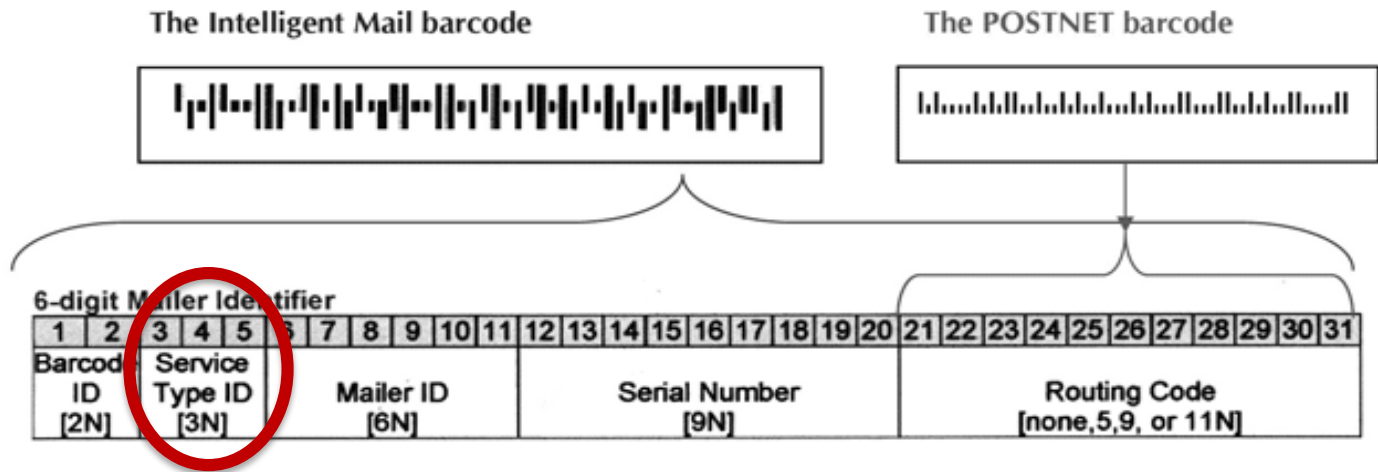 The Intelligent Mail barcode
The POSTNET barcode
6-digit Mailer Identifier
1 2 3 4 5 6 7 8 9 10 11 12 13 14 15 16 17 18 19 20 21 22 23 24 25 26 27 28 29 30 31
Barcode ID [2N]
Service Type ID [3N]
Mailer ID [6N]
Serial Number [9N]
Routing Code [none,5,9, or 11N]